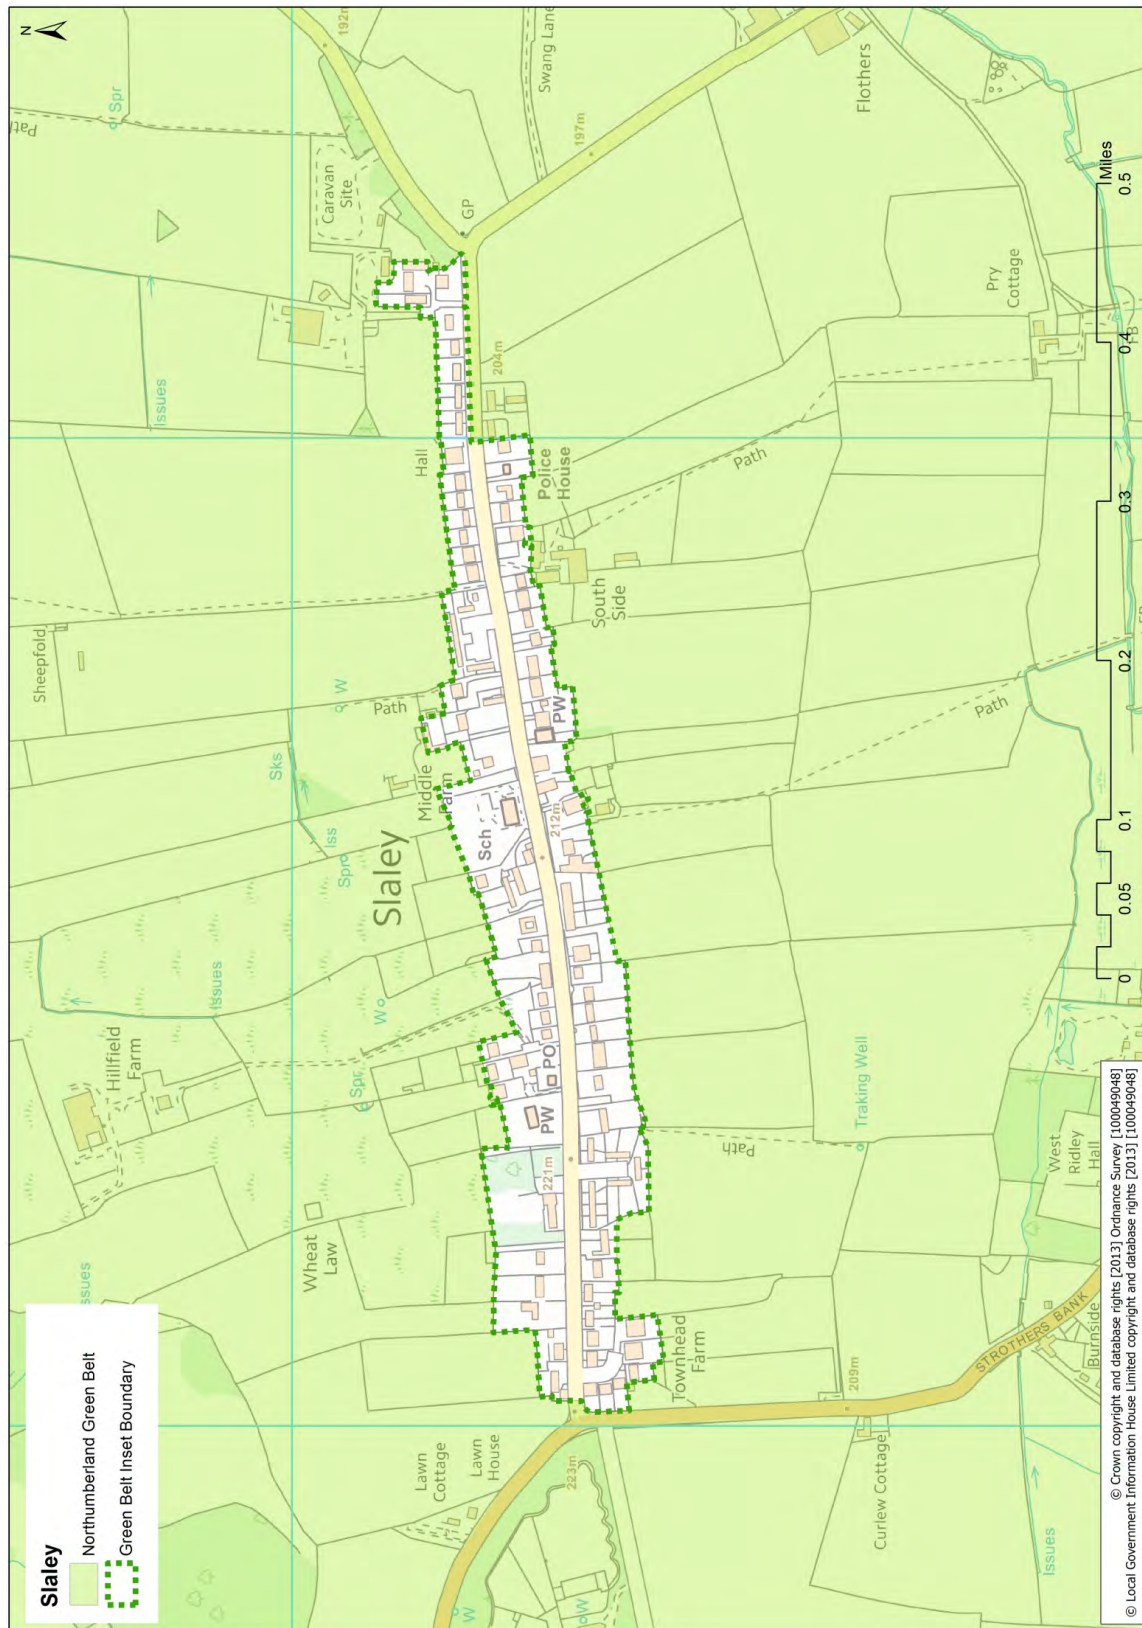 Slaley
Northumberland Green Belt
Green Belt Inset Boundary
N
Issues
Wheat
Law
Hillfield
Farm
Issues
Spr
W
Spr
Iss
Sks
W
Path
Sheepfold
Issues
Spr
Path
Caravan
Site
192m
Slaley
Middle
Farm
Hall
GP
Swang Lane
197m
Flothers
Lawn
Cottage
Lawn
House
W
W
223m
221m
PW
PO
Sch
212m
PW
204m
Police
House
South
Side
Path
Pry
Cottage
Townhead
Farm
Path
Traking Well
Path
209m
STROTHERS BANK
Curlew Cottage
Burnside
Issues
West
Ridley
Hall
FB
FB
0
0.05
0.1
0.2
0.3
0.4
0.5
Miles
© Crown copyright and database rights [2013] Ordnance Survey [100049048]
© Local Government Information House Limited copyright and database rights [2013] [100049048]